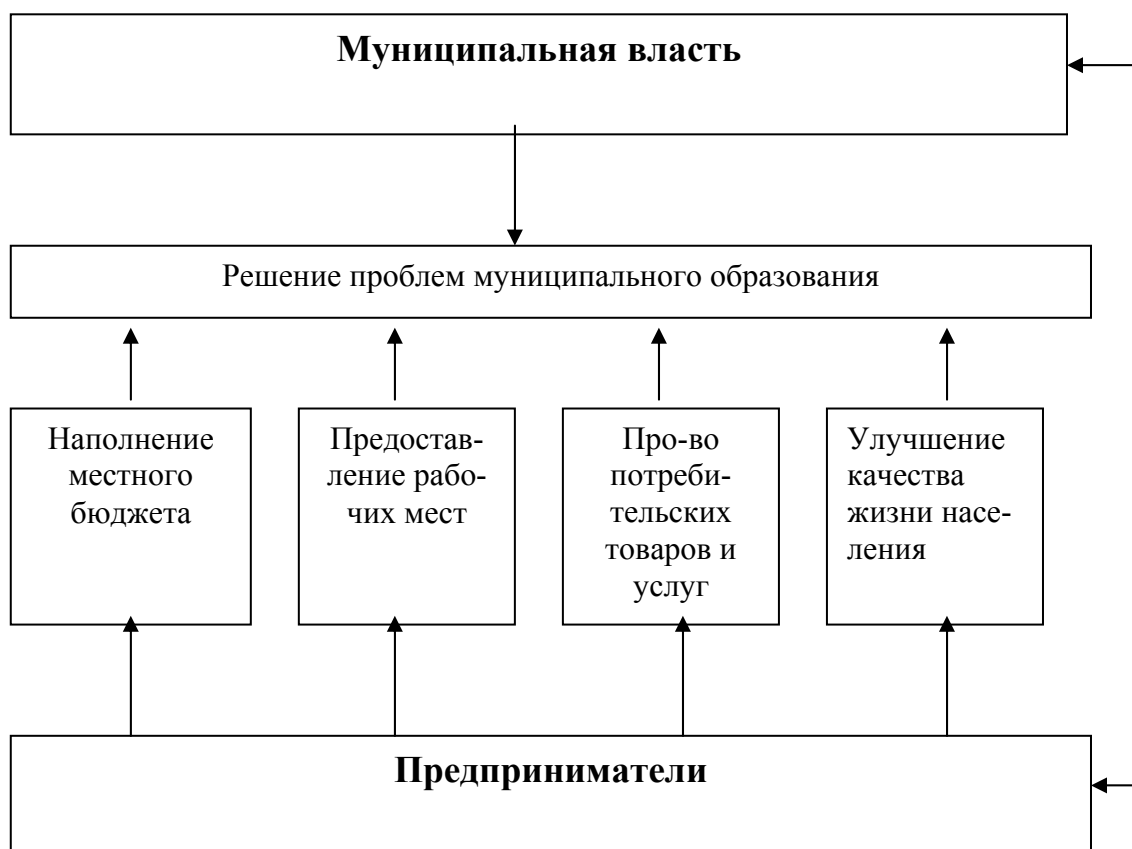 Муниципальная власть
Решение проблем муниципального образования
Наполнение
местного
бюджета
Предостав-
ление рабо-
чих мест
Про-во
потреби-
тельских
товаров и
услуг
Улучшение
качества
жизни насе-
ления
Предприниматели